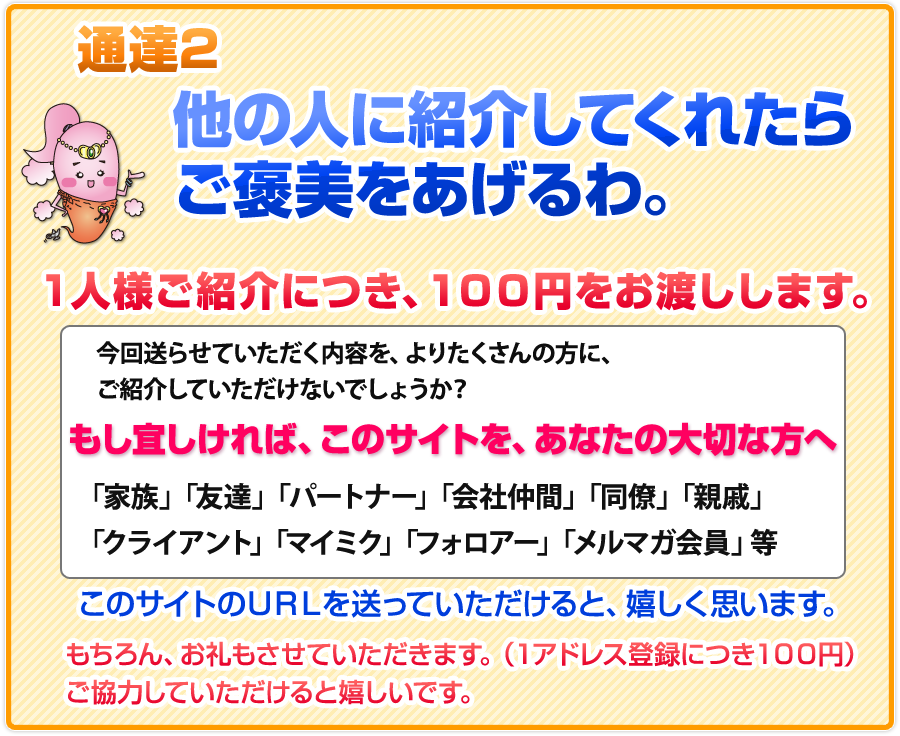 通達2
他の人に紹介してくれたら
ご褒美をあげるわ。
1人様ご紹介につき、100円をお渡しします。
今回送らせていただく内容を、よりたくさんの方に、
ご紹介していただけないでしょうか？
もし宜しければ、このサイトを、あなたの大切な方へ
「家族」「友達」「パートナー」「会社仲間」「同僚」「親戚」
「クライアント」「マイミク」「フォロアー」「メルマガ会員」等
このサイトのURLを送っていただけると、嬉しく思います。
もちろん、お礼もさせていただきます。（1アドレス登録につき100円）
ご協力していただけると嬉しいです。